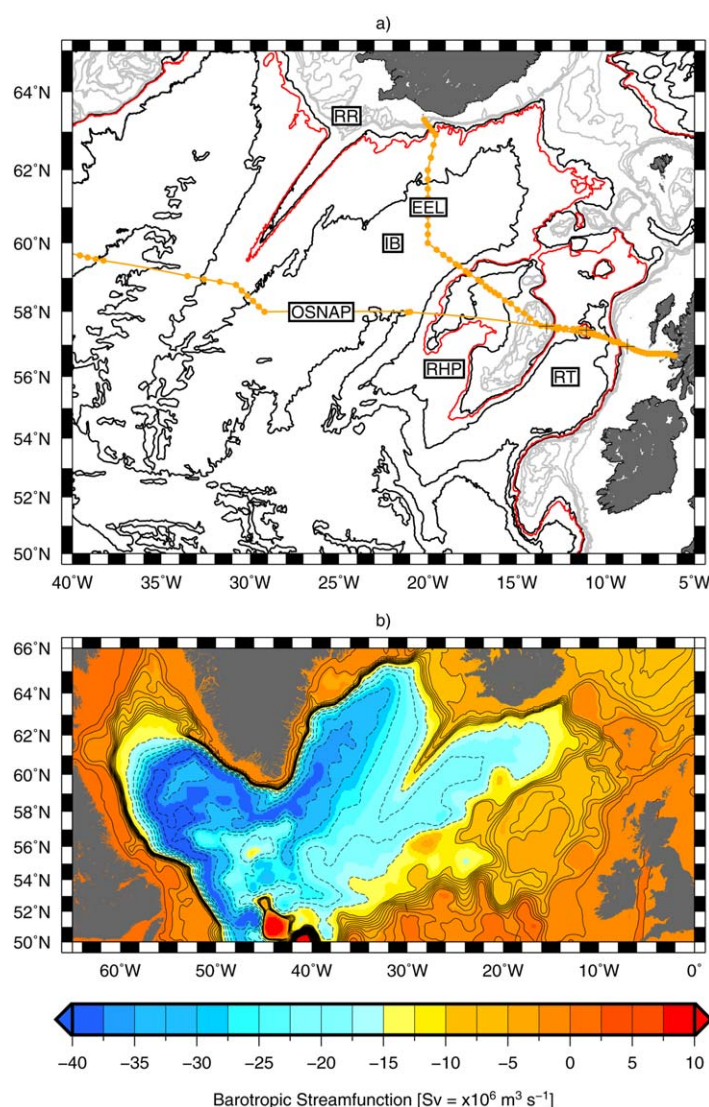 a)
64°N
62°N
60°N
58°N
56°N
54°N
52°N
50°N
RR
EEL
IB
OSNAP
RHP
RT
40°W 35°W 30°W 25°W 20°W 15°W 10°W 5°W
b)
66°N
64°N
62°N
60°N
58°N
56°N
54°N
52°N
50°N
60°W 50°W 40°W 30°W 20°W 10°W 0°
−40 −35 −30 −25 −20 −15 −10 −5 0 5 10
Barotropic Streamfunction [Sv = x10⁶ m³ s⁻¹]